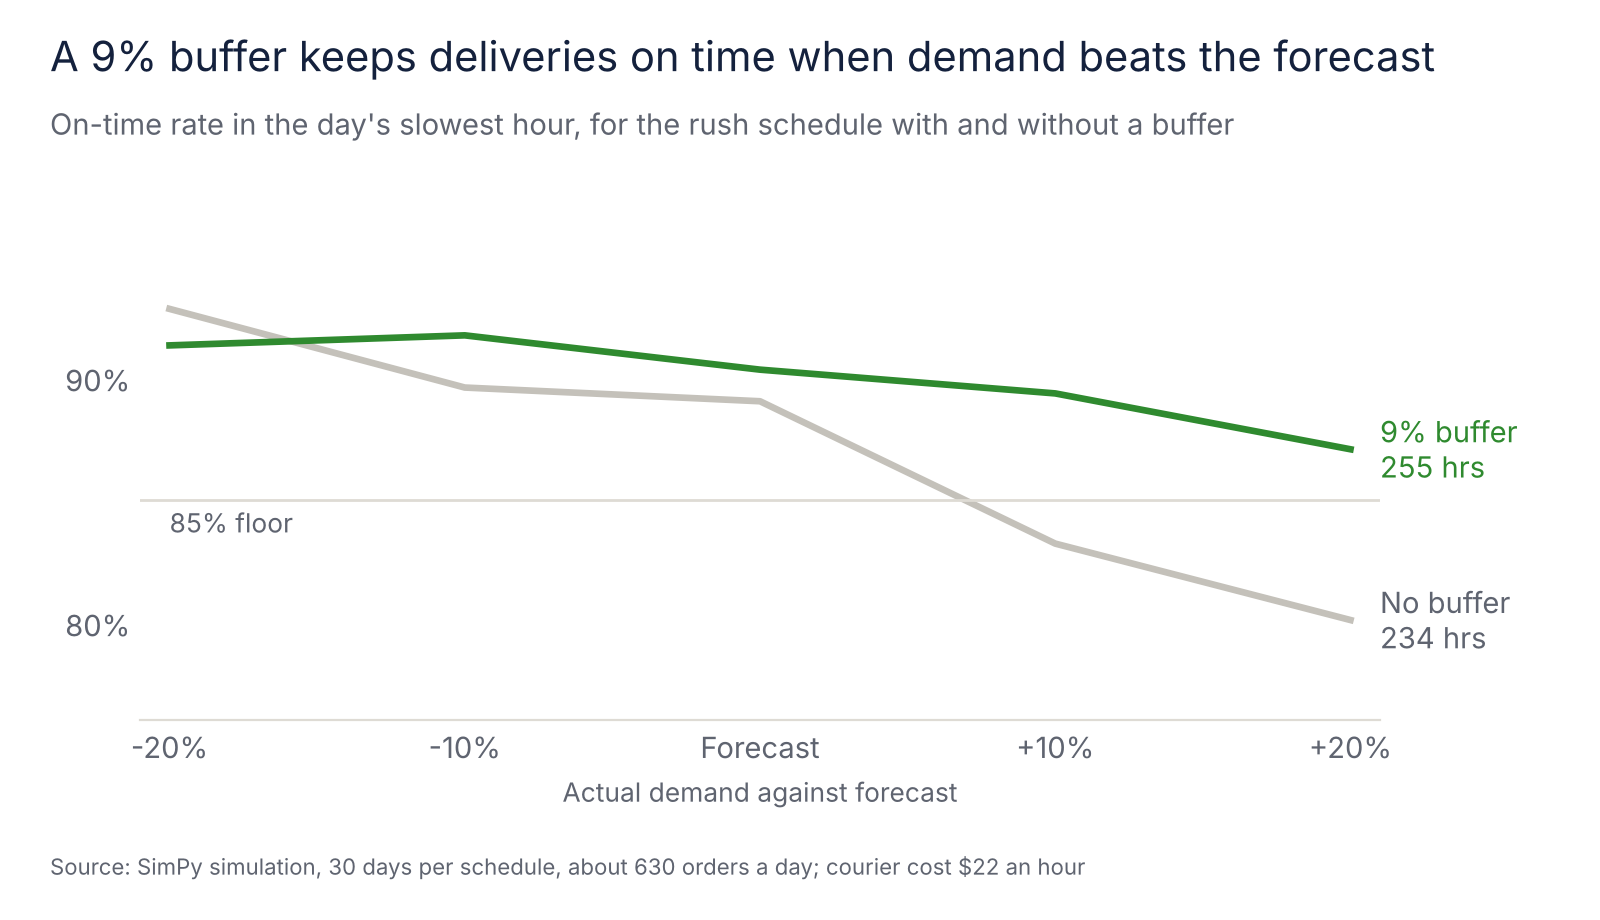 A 9% buffer keeps deliveries on time when demand beats the forecast
On-time rate in the day's slowest hour, for the rush schedule with and without a buffer
90%
9% buffer
255 hrs
85% floor
No buffer
234 hrs
80%
-20%
-10%
Forecast
+10%
+20%
Actual demand against forecast
Source: SimPy simulation, 30 days per schedule, about 630 orders a day; courier cost $22 an hour